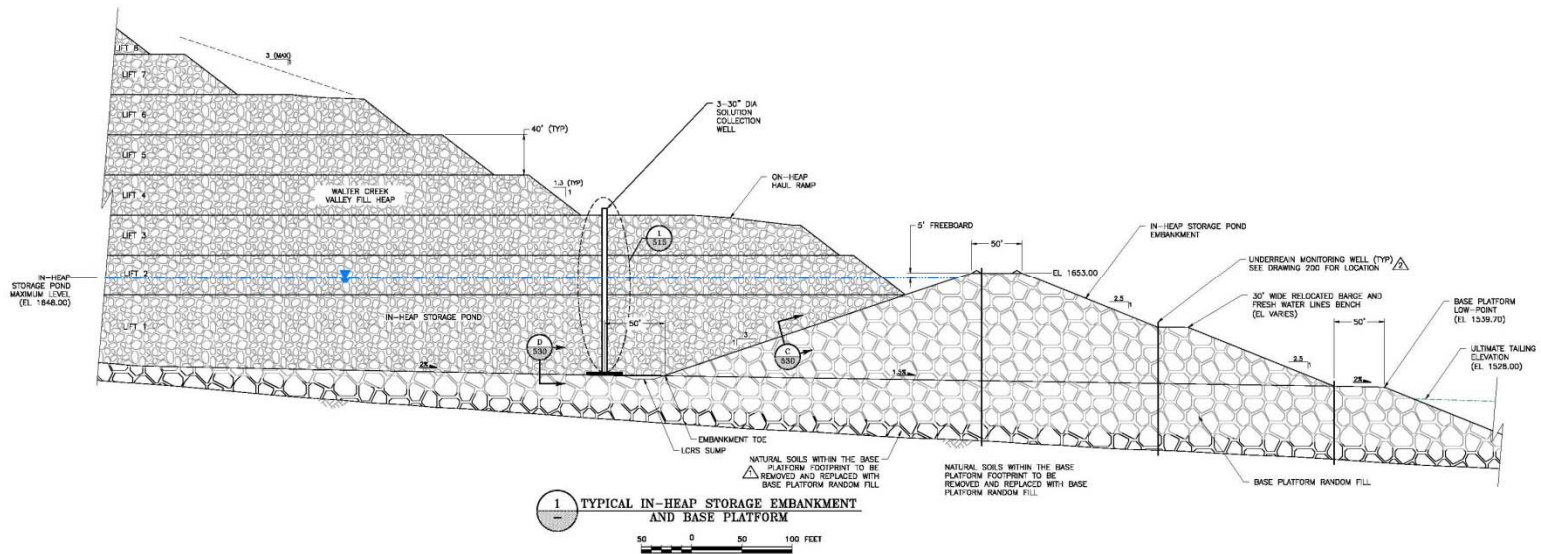 LIFT 8
3 (MAX)
1
LIFT 7
LIFT 6
40' (TYP)
LIFT 5
3-30" DIA
SOLUTION
COLLECTION
WELL
LIFT 4
WALTER CREEK
VALLEY FILL HEAP
1.3 (TYP)
1
ON-HEAP
HAUL RAMP
LIFT 3
1
515
5' FREEBOARD
50'
IN-HEAP STORAGE POND
EMBANKMENT
IN-HEAP
STORAGE POND
MAXIMUM LEVEL
(EL 1648.00)
LIFT 2
EL 1653.00
UNDERREAIN MONITORING WELL (TYP)
SEE DRAWING 200 FOR LOCATION
2
2.5
1
30' WIDE RELOCATED BARGE AND
FRESH WATER LINES BENCH
(EL VARIES)
BASE PLATFORM
LOW-POINT
(EL 1539.70)
LIFT 1
IN-HEAP STORAGE POND
50'
3
1
D
530
C
530
50'
2.5
1
ULTIMATE TAILING
ELEVATION
(EL 1528.00)
2%
1.5%
2%
EMBANKMENT TOE
LCRS SUMP
NATURAL SOILS WITHIN THE BASE
PLATFORM FOOTPRINT TO BE
REMOVED AND REPLACED WITH
BASE PLATFORM RANDOM FILL
1
NATURAL SOILS WITHIN THE BASE
PLATFORM FOOTPRINT TO BE
REMOVED AND REPLACED WITH BASE
PLATFORM RANDOM FILL
BASE PLATFORM RANDOM FILL
1
-
TYPICAL IN-HEAP STORAGE EMBANKMENT
AND BASE PLATFORM
50 0 50 100 FEET